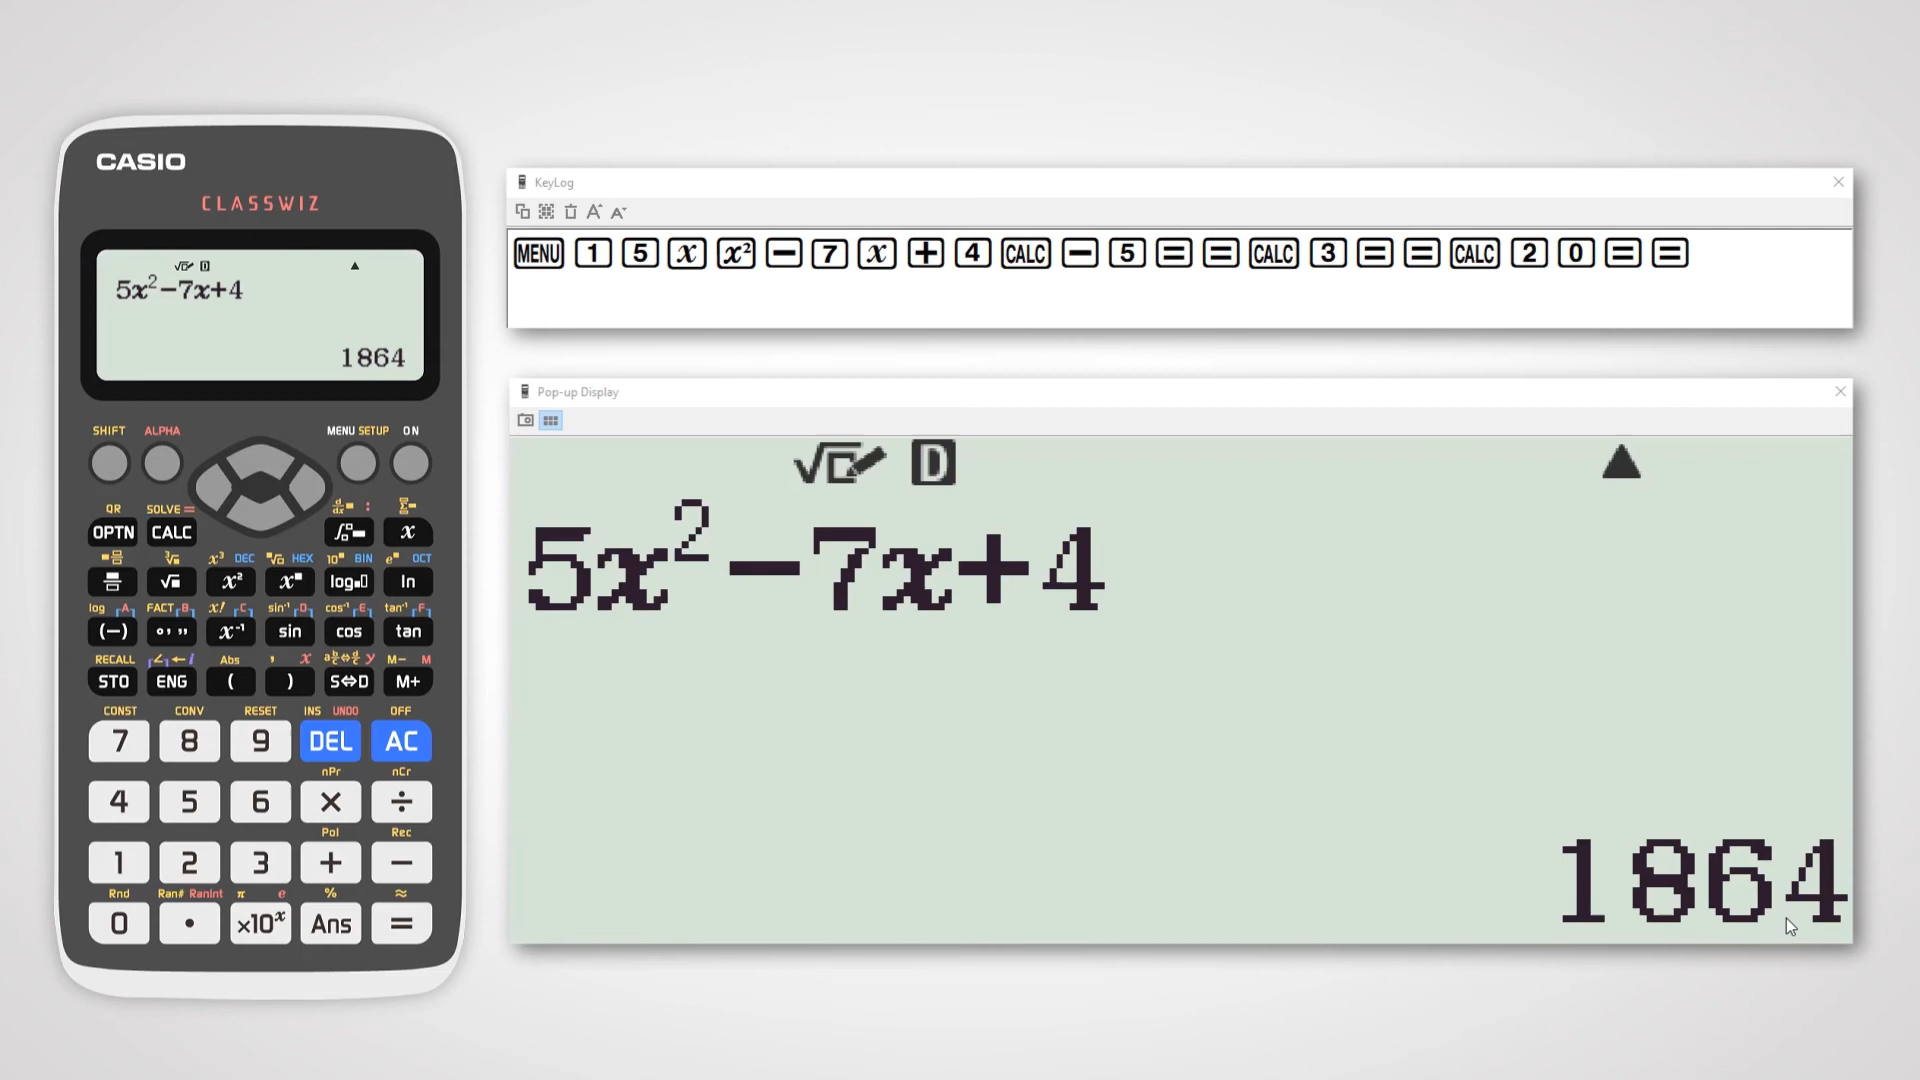 CASIO
CLASSWIZ
√ D ▲
5x²−7x+4
1864
SHIFT ALPHA MENU SETUP ON
QR SOLVE = d/dx :
OPTN CALC x
x³ DEC HEX 10 BIN e OCT
√ x² x log ln
log A FACT B x! C sin⁻¹ D cos⁻¹ E tan⁻¹ F
(−) x⁻¹ sin cos tan
RECALL ∠ ← i Abs , x y M− M
STO ENG ( ) S⇔D M+
CONST CONV RESET INS UNDO OFF
7 8 9 DEL AC
nPr nCr
4 5 6 × ÷
Pol Rec
1 2 3 + −
Rnd Ran# RanInt π e % ≈
0 • ×10ˣ Ans =
KeyLog
MENU 1 5 x x² − 7 x + 4 CALC − 5 = = CALC 3 = = CALC 2 0 = =
Pop-up Display
√ D ▲
5x²−7x+4
1864